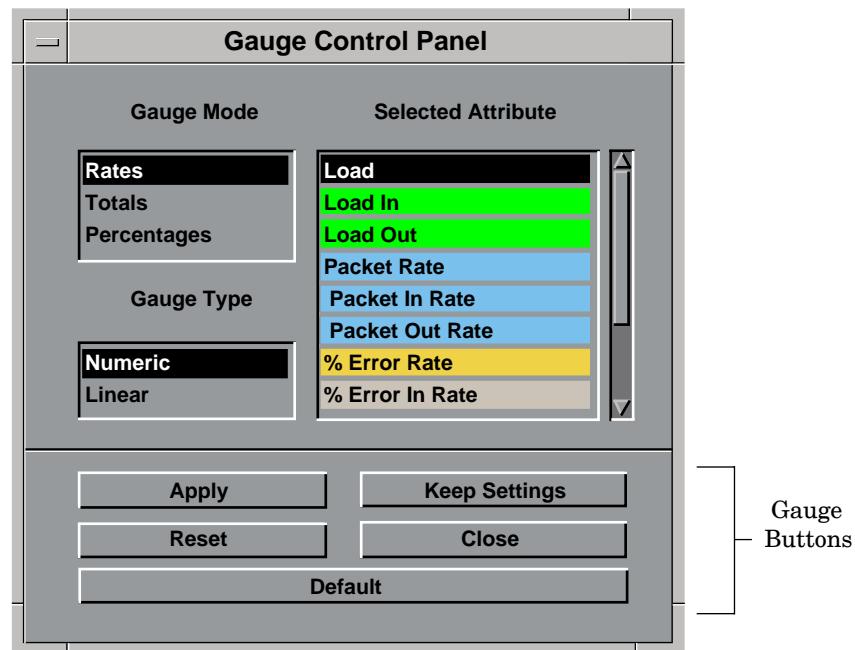 Gauge Control Panel
Gauge Mode
Rates
Totals
Percentages
Gauge Type
Numeric
Linear
Selected Attribute
Load
Load In
Load Out
Packet Rate
Packet In Rate
Packet Out Rate
% Error Rate
% Error In Rate
Apply
Keep Settings
Reset
Close
Default
Gauge
Buttons